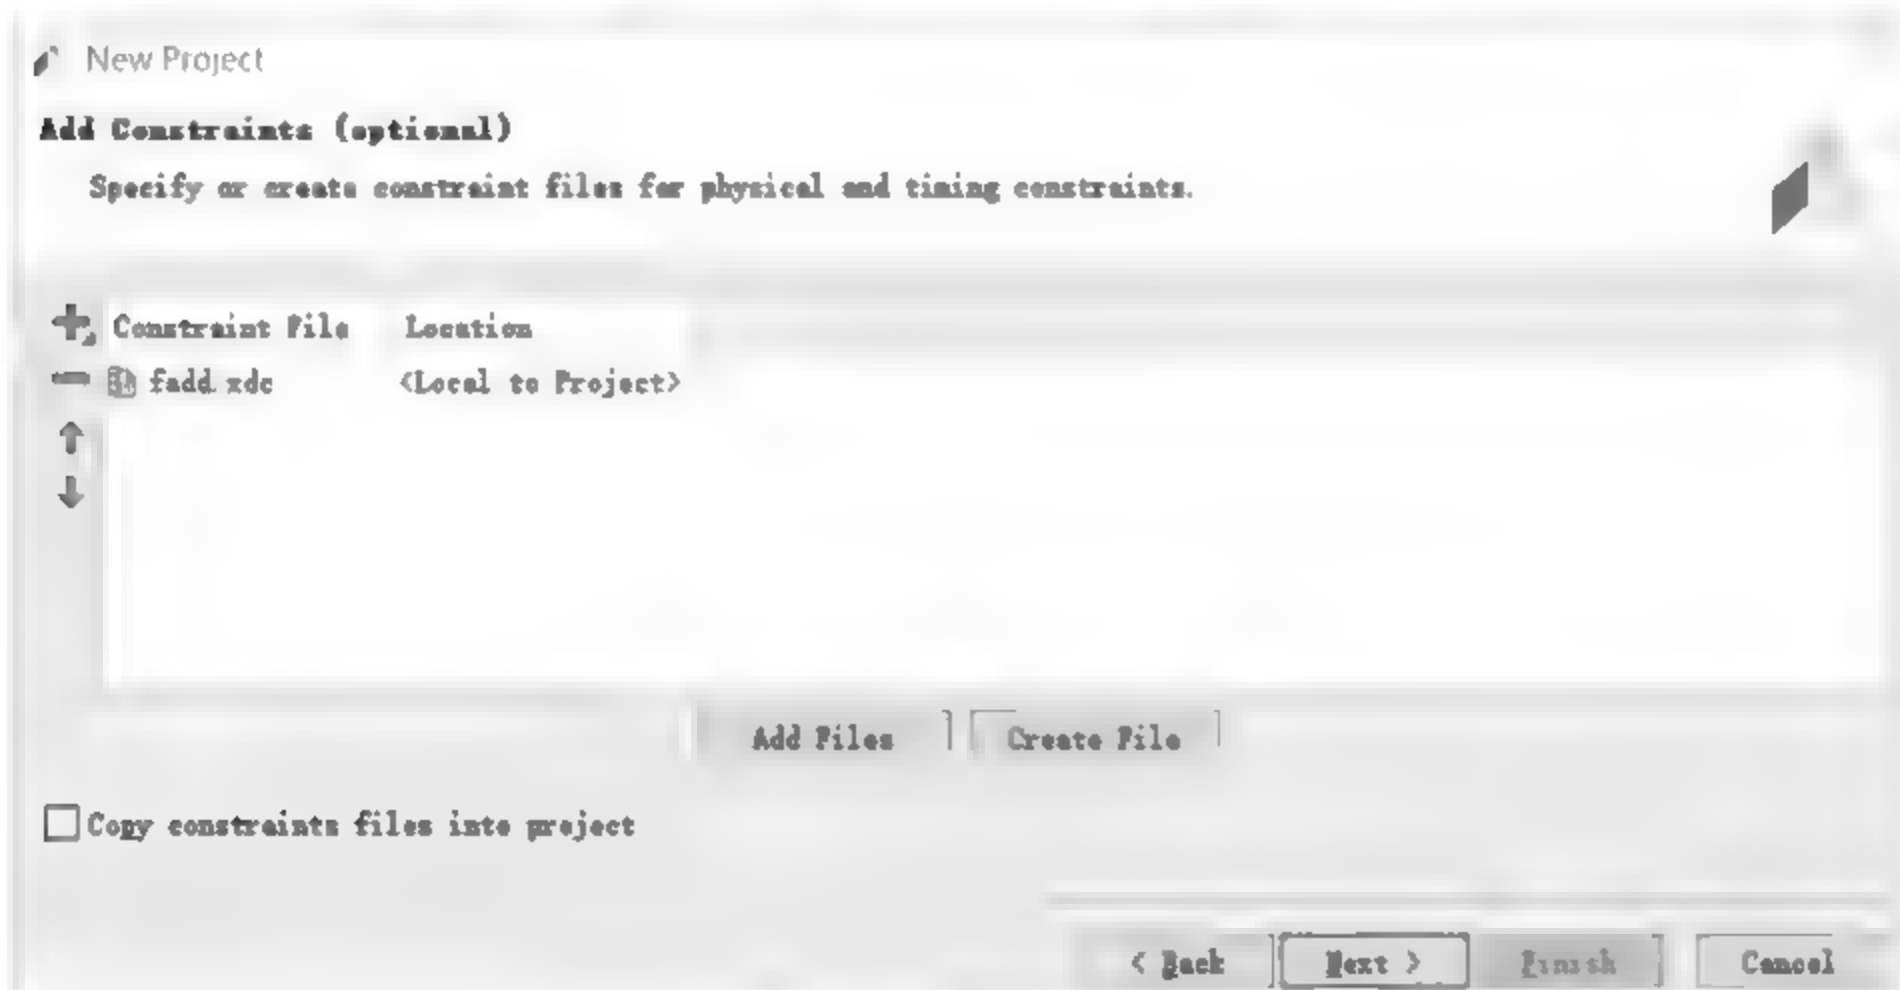 New Project
Add Constraints (optional)
Specify or create constraint files for physical and timing constraints.
Constraint File Location
fadd.xdc <Local to Project>
Add Files Create File
Copy constraints files into project
< Back Next > Finish Cancel